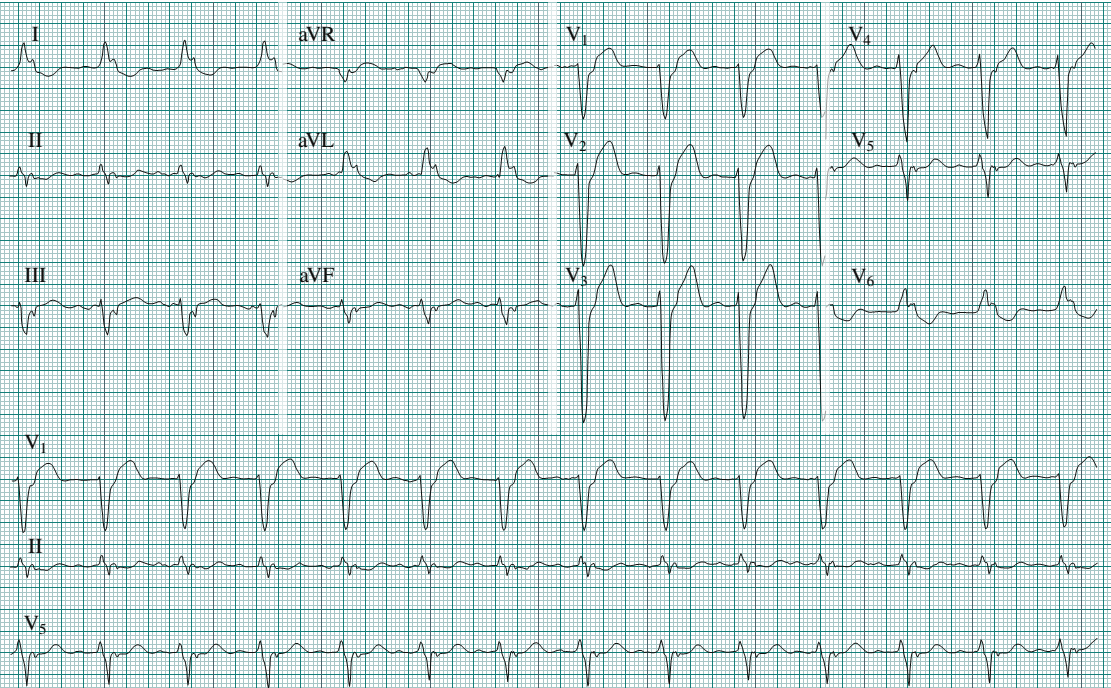 I aVR V₁ V₄
II aVL V₂ V₅
III aVF V₃ V₆
V₁
II
V₅